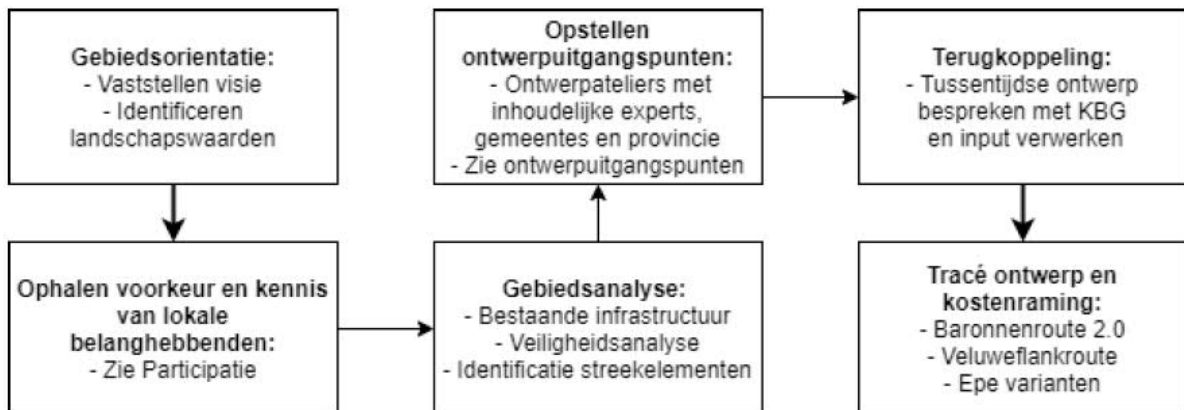 Gebiedsorientatie:
- Vaststellen visie
- Identificeren
landschapswaarden
Ophalen voorkeur en kennis
van lokale
belanghebbenden:
- Zie Participatie
Gebiedsanalyse:
- Bestaande infrastructuur
- Veiligheidsanalyse
- Identificatie streekelementen
Opstellen
ontwerpuitgangspunten:
- Ontwerpateliers met
inhoudelijke experts,
gemeentes en provincie
- Zie ontwerpuitgangspunten
Terugkoppeling:
- Tussentijdse ontwerp
bespreken met KBG
en input verwerken
Tracé ontwerp en
kostenraming:
- Baronnenroute 2.0
- Veluweflankroute
- Epe varianten